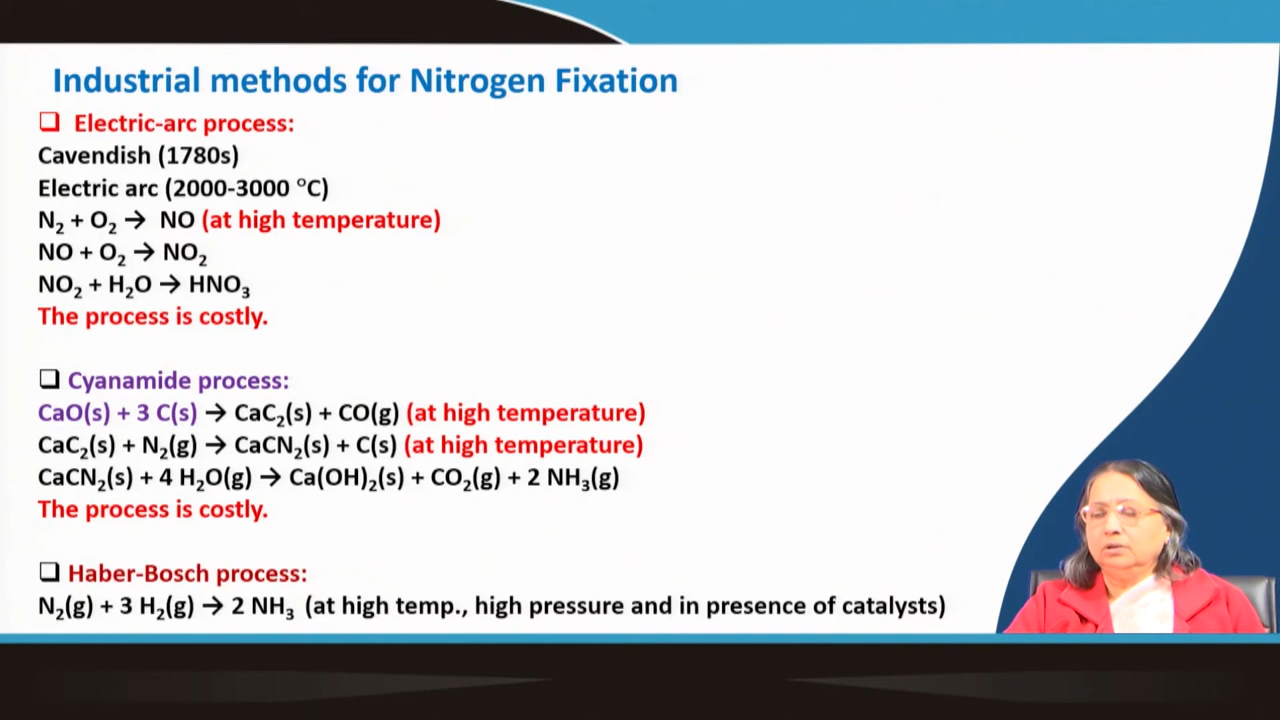 Industrial methods for Nitrogen Fixation
❑ Electric-arc process:
Cavendish (1780s)
Electric arc (2000-3000 °C)
N₂ + O₂ → NO (at high temperature)
NO + O₂ → NO₂
NO₂ + H₂O → HNO₃
The process is costly.
❑ Cyanamide process:
CaO(s) + 3 C(s) → CaC₂(s) + CO(g) (at high temperature)
CaC₂(s) + N₂(g) → CaCN₂(s) + C(s) (at high temperature)
CaCN₂(s) + 4 H₂O(g) → Ca(OH)₂(s) + CO₂(g) + 2 NH₃(g)
The process is costly.
❑ Haber-Bosch process:
N₂(g) + 3 H₂(g) → 2 NH₃ (at high temp., high pressure and in presence of catalysts)